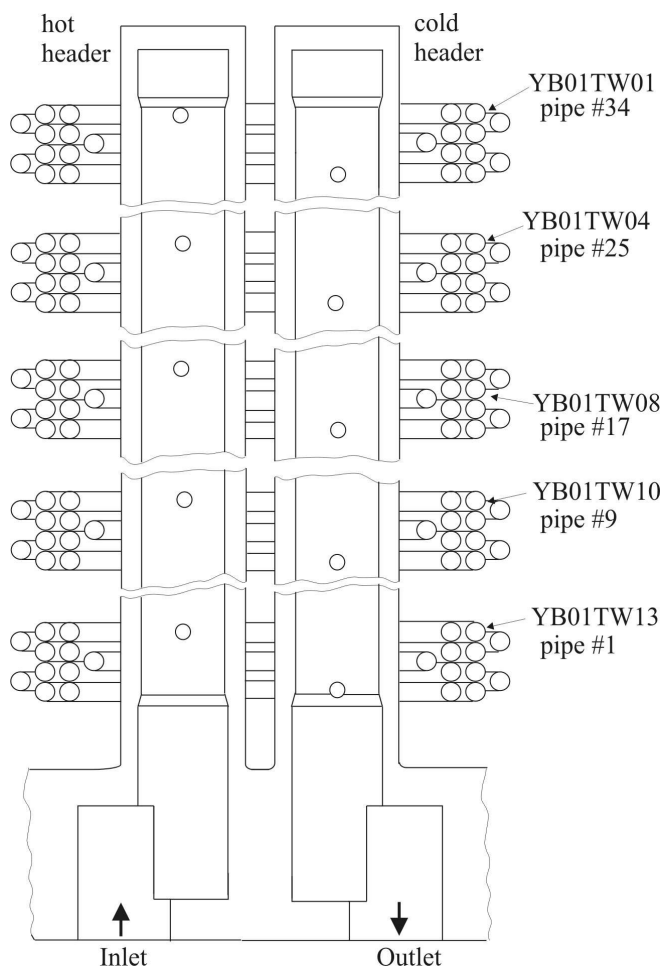 hot
header
cold
header
YB01TW01
pipe #34
YB01TW04
pipe #25
YB01TW08
pipe #17
YB01TW10
pipe #9
YB01TW13
pipe #1
Inlet
Outlet